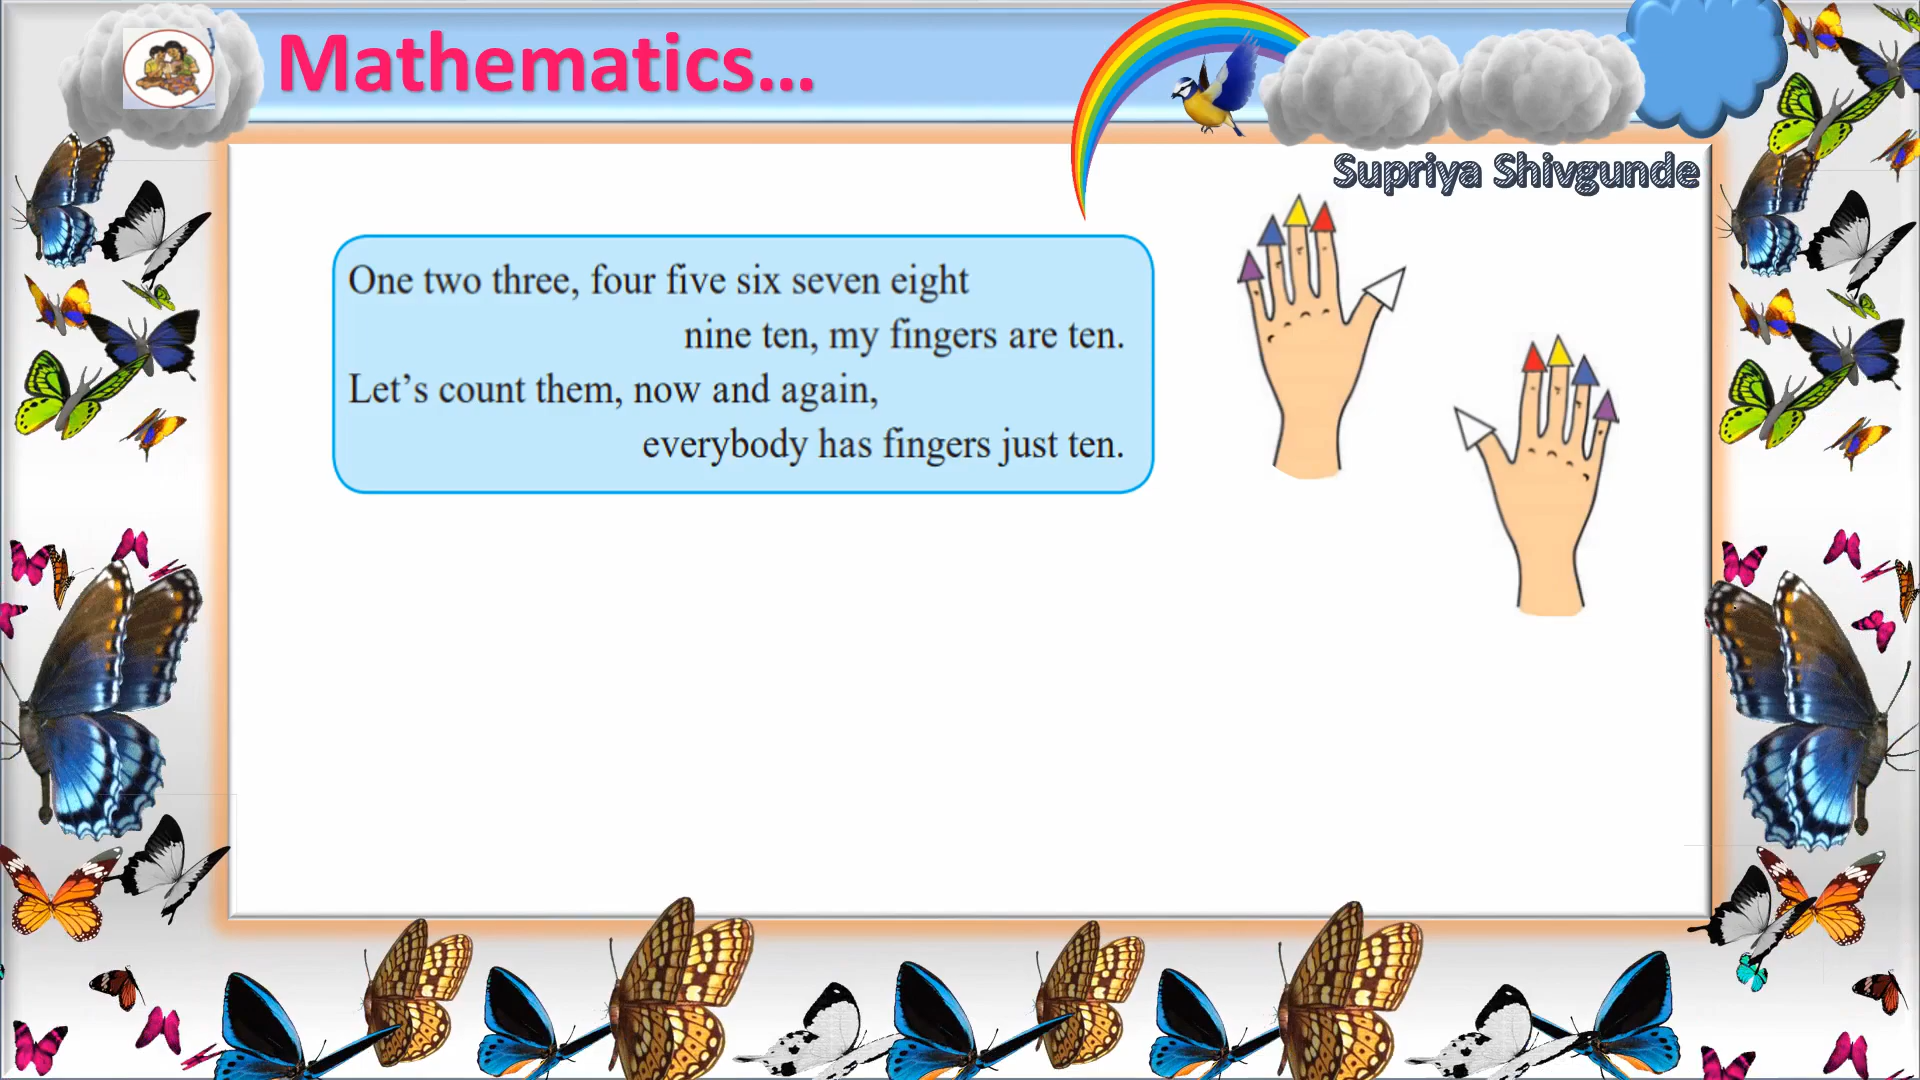 Mathematics...
Supriya Shivgunde
One two three, four five six seven eight
nine ten, my fingers are ten.
Let’s count them, now and again,
everybody has fingers just ten.